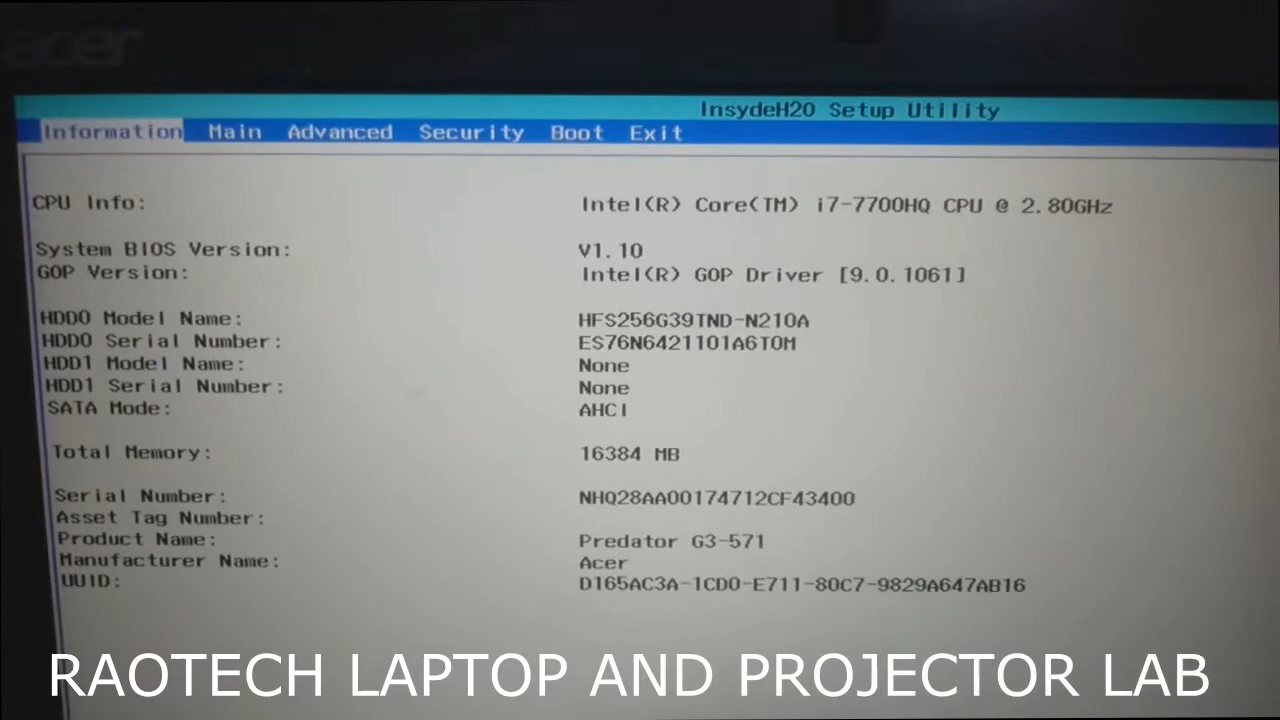 acer
InsydeH20 Setup Utility
Information Main Advanced Security Boot Exit
CPU Info: Intel(R) Core(TM) i7-7700HQ CPU @ 2.80GHz
System BIOS Version: V1.10
GOP Version: Intel(R) GOP Driver [9.0.1061]
HDD0 Model Name: HFS256G39TND-N210A
HDD0 Serial Number: ES76N6421101A6T0M
HDD1 Model Name: None
HDD1 Serial Number: None
SATA Mode: AHCI
Total Memory: 16384 MB
Serial Number: NHQ28AA00174712CF43400
Asset Tag Number:
Product Name: Predator G3-571
Manufacturer Name: Acer
UUID: D165AC3A-1CD0-E711-80C7-9829A647AB16
RAOTECH LAPTOP AND PROJECTOR LAB